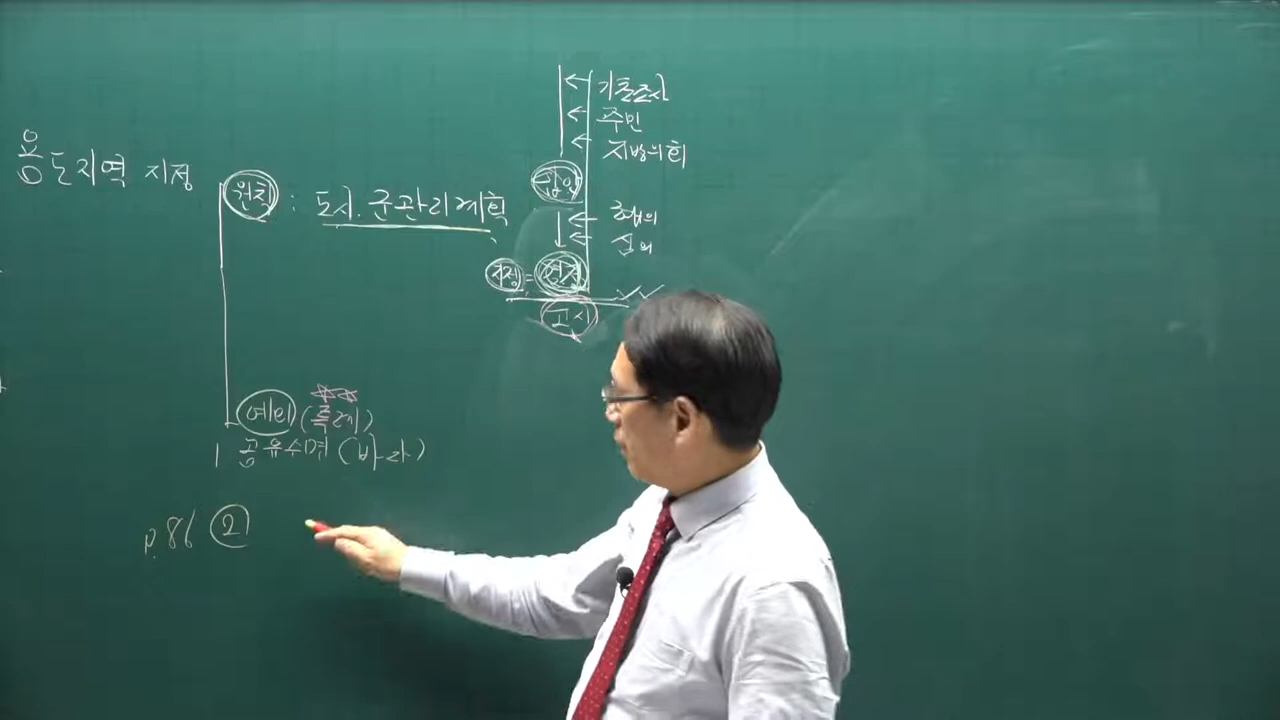 용도지역 지정
원칙 : 도시.군관리계획
기초조사
주민
지방의회
입안
협의
심의
지정 = 결정
고시
예외 (특례)
1 공유수면 (바다)
p.86 ②